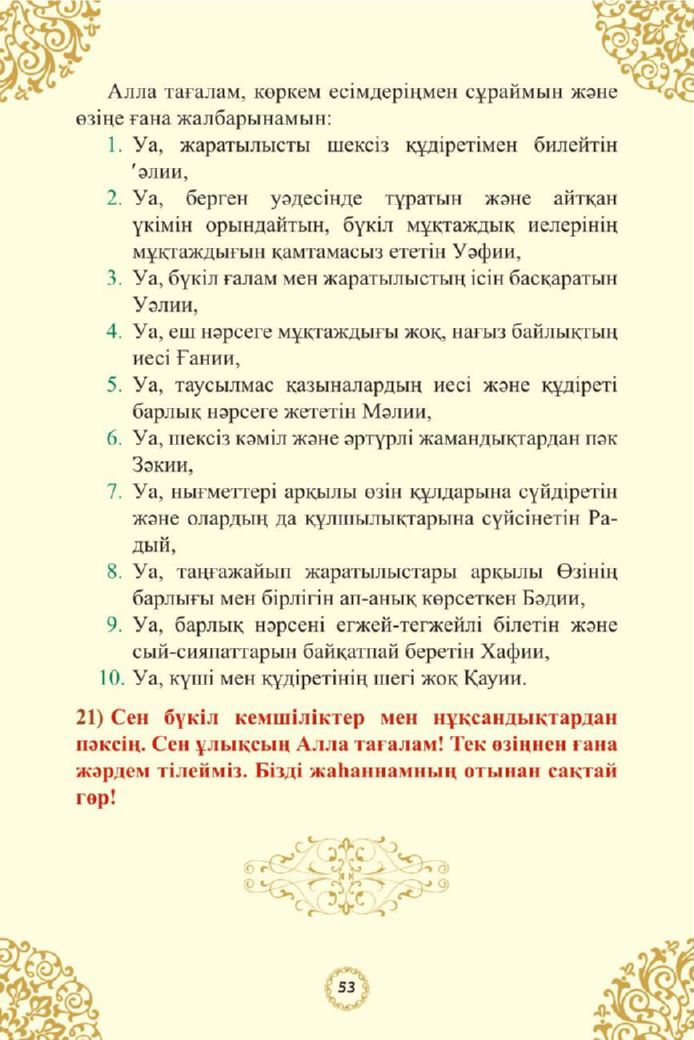 Алла тағалам, көркем есімдеріңмен сұраймын және
өзіңе ғана жалбарынамын:
1. Уа, жаратылысты шексіз құдіретімен билейтін
′әлии,
2. Уа, берген уәдесінде тұратын және айтқан
үкімін орындайтын, бүкіл мұқтаждық иелерінің
мұқтаждығын қамтамасыз ететін Уәфии,
3. Уа, бүкіл ғалам мен жаратылыстың ісін басқаратын
Уәлии,
4. Уа, еш нәрсеге мұқтаждығы жоқ, нағыз байлықтың
иесі Ғании,
5. Уа, таусылмас қазыналардың иесі және құдіреті
барлық нәрсеге жететін Мәлии,
6. Уа, шексіз кәміл және әртүрлі жамандықтардан пәк
Зәкии,
7. Уа, нығметтері арқылы өзін құлдарына сүйдіретін
және олардың да құлшылықтарына сүйсінетін Ра-
дый,
8. Уа, таңғажайып жаратылыстары арқылы Өзінің
барлығы мен бірлігін ап-анық көрсеткен Бәдии,
9. Уа, барлық нәрсені егжей-тегжейлі білетін және
сый-сияпаттарын байқатпай беретін Хафии,
10. Уа, күші мен құдіретінің шегі жоқ Қауии.
21) Сен бүкіл кемшіліктер мен нұқсандықтардан
пәксің. Сен ұлықсың Алла тағалам! Тек өзіңнен ғана
жәрдем тілейміз. Бізді жаһаннамның отынан сақтай
гөр!
53